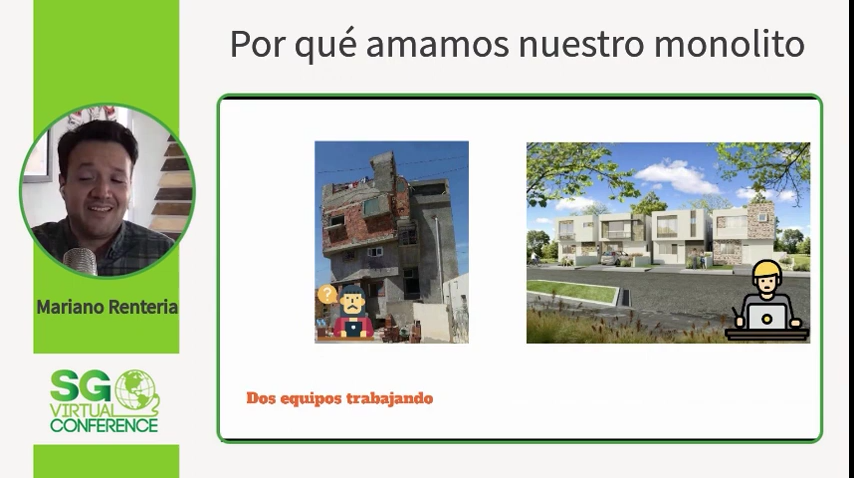 Por qué amamos nuestro monolito
?
Mariano Renteria
Dos equipos trabajando
SG
VIRTUAL
CONFERENCE